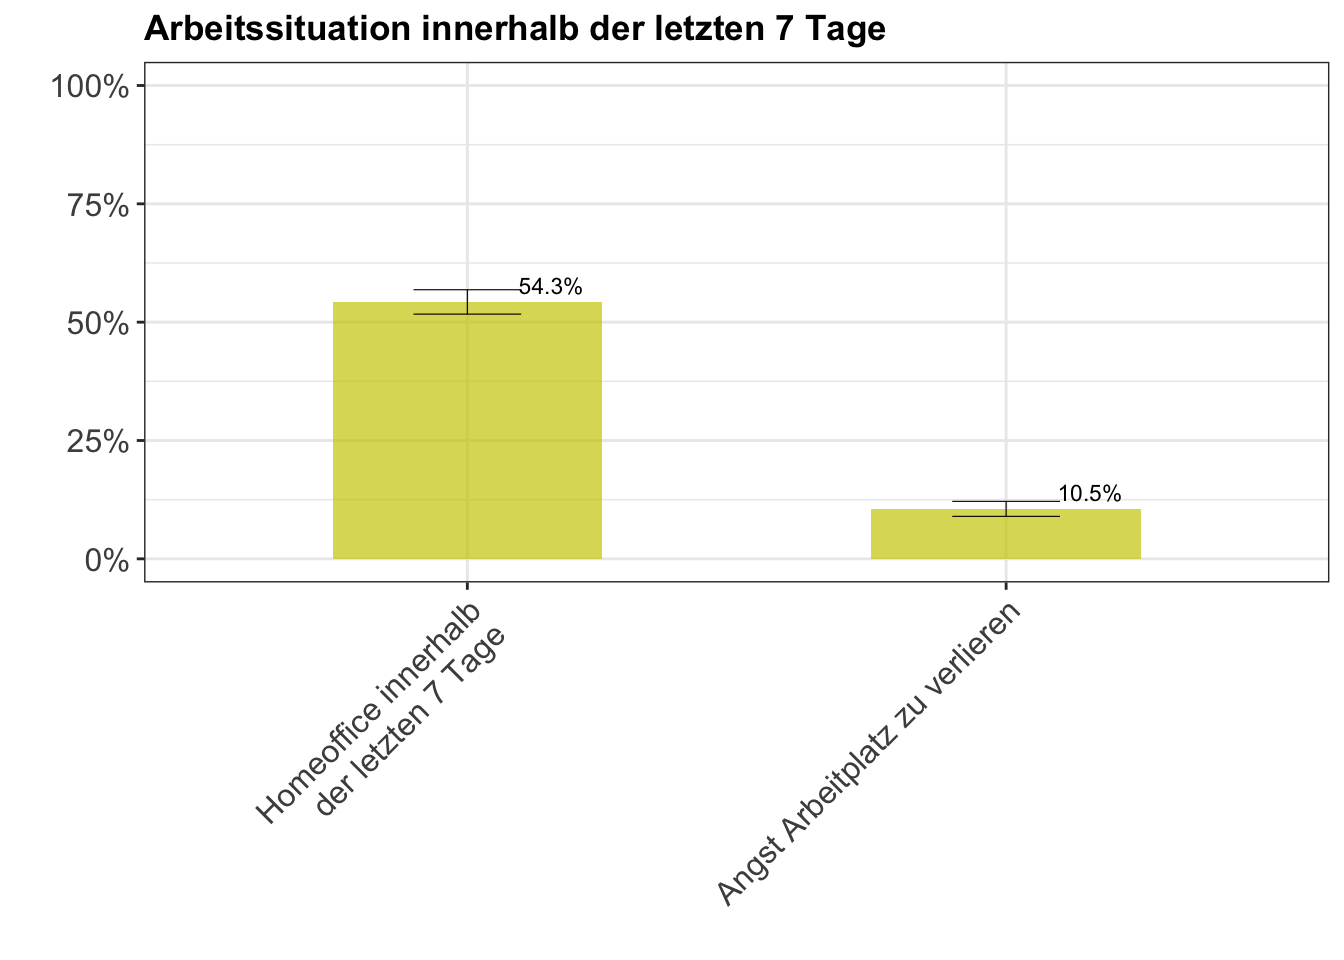 Arbeitssituation innerhalb der letzten 7 Tage
100%
75%
50%
25%
0%
54.3%
10.5%
Homeoffice innerhalb
der letzten 7 Tage
Angst Arbeitplatz zu verlieren